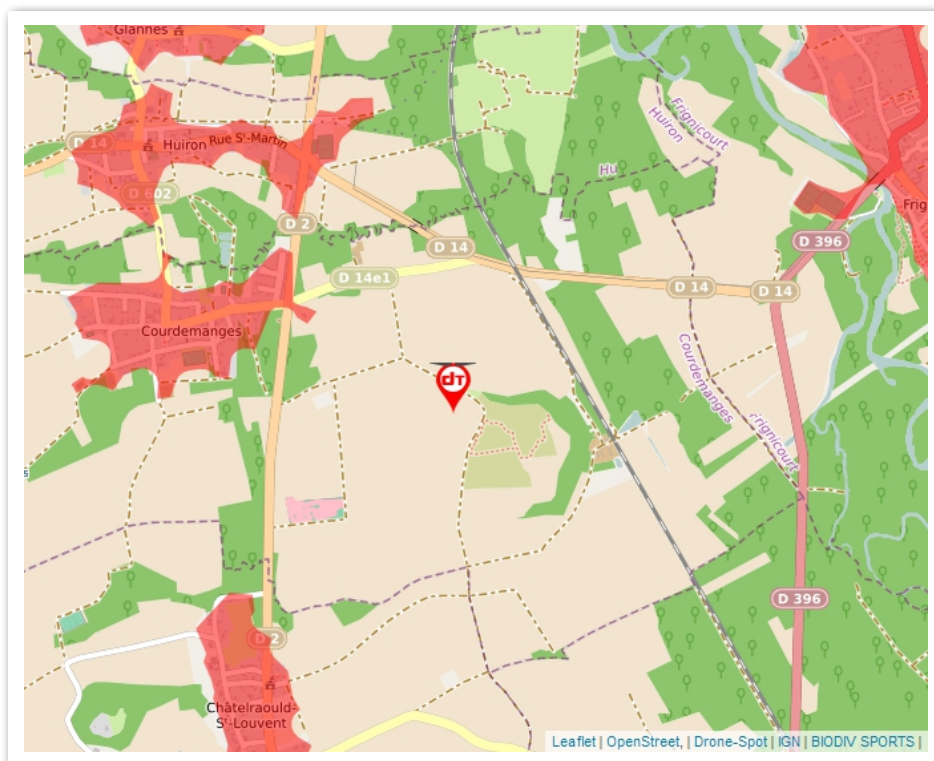 Glannes
D 14
Huiron
Rue St-Martin
D 602
D 2
D 14
D 14e1
Courdemanges
Frignicourt
Huiron
Hu
D 14
D 14
D 396
Frig
Courdemanges
Frignicourt
dT
s
D 396
D 2
Châtelraould-
St-Louvent
Leaflet | OpenStreet, | Drone-Spot | IGN | BIODIV SPORTS |